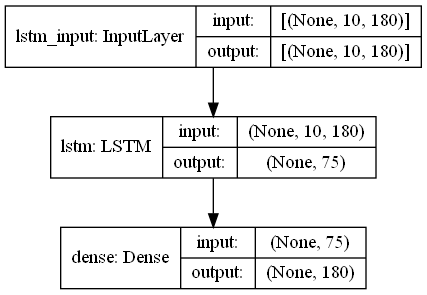 lstm_input: InputLayer
input: [(None, 10, 180)]
output: [(None, 10, 180)]
lstm: LSTM
input: (None, 10, 180)
output: (None, 75)
dense: Dense
input: (None, 75)
output: (None, 180)